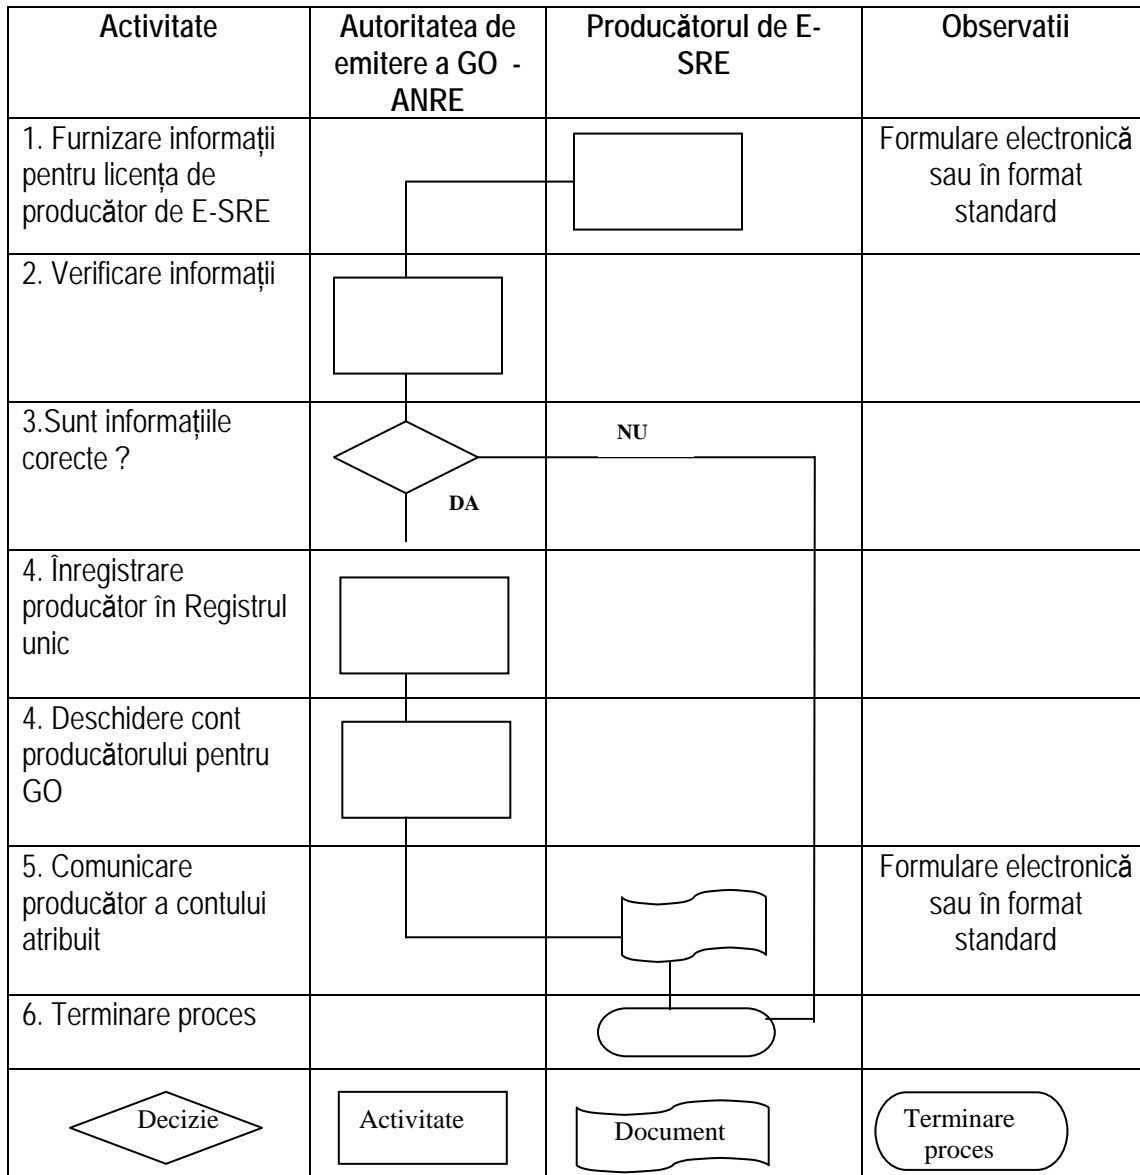 Activitate
Autoritatea de
emitere a GO -
ANRE
Producătorul de E-
SRE
Observatii
1. Furnizare informații
pentru licența de
producător de E-SRE
Formulare electronică
sau în format
standard
2. Verificare informații
3.Sunt informațiile
corecte ?
NU
DA
4. Înregistrare
producător în Registrul
unic
4. Deschidere cont
producătorului pentru
GO
5. Comunicare
producător a contului
atribuit
Formulare electronică
sau în format
standard
6. Terminare proces
Decizie
Activitate
Document
Terminare
proces